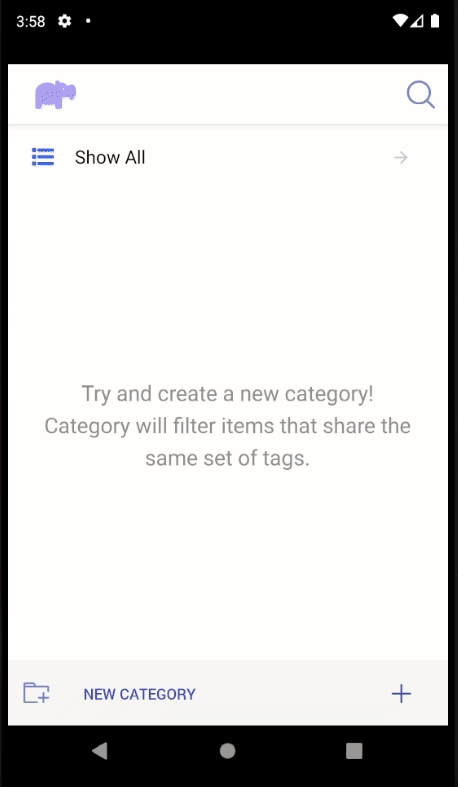 3:58
Show All
Try and create a new category!
Category will filter items that share the
same set of tags.
NEW CATEGORY